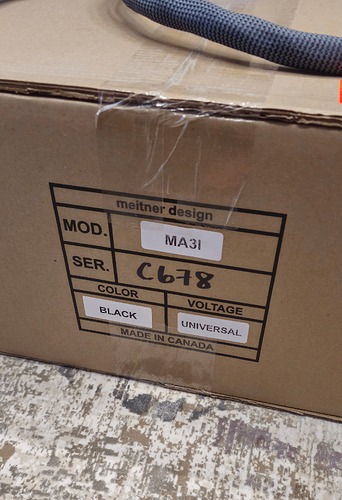 meitner design
MOD. MA3I
SER. C678
COLOR VOLTAGE
BLACK UNIVERSAL
MADE IN CANADA